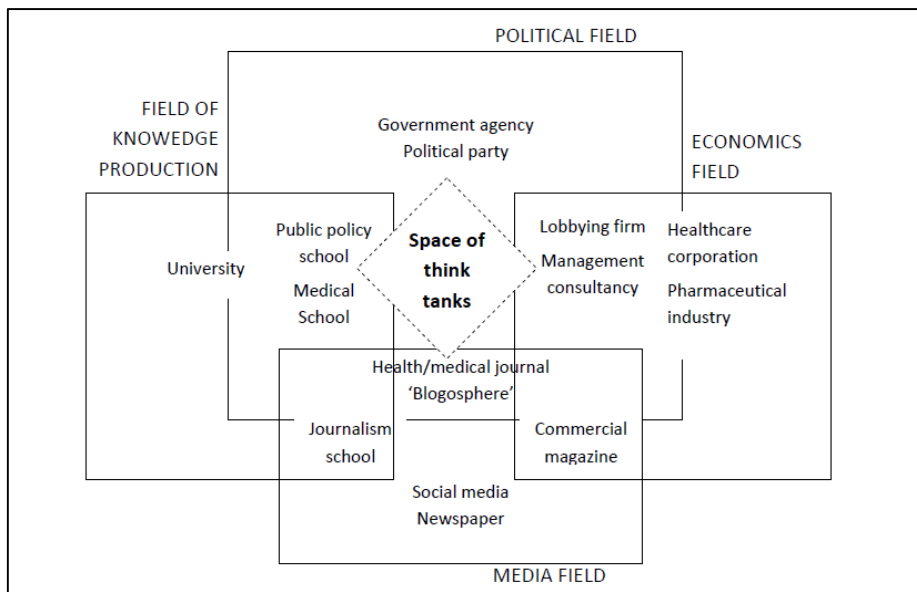 POLITICAL FIELD
FIELD OF
KNOWEDGE
PRODUCTION
Government agency
Political party
ECONOMICS
FIELD
Public policy
school
Medical
School
University
Space of
think
tanks
Lobbying firm
Management
consultancy
Healthcare
corporation
Pharmaceutical
industry
Health/medical journal
‘Blogosphere’
Journalism
school
Commercial
magazine
Social media
Newspaper
MEDIA FIELD